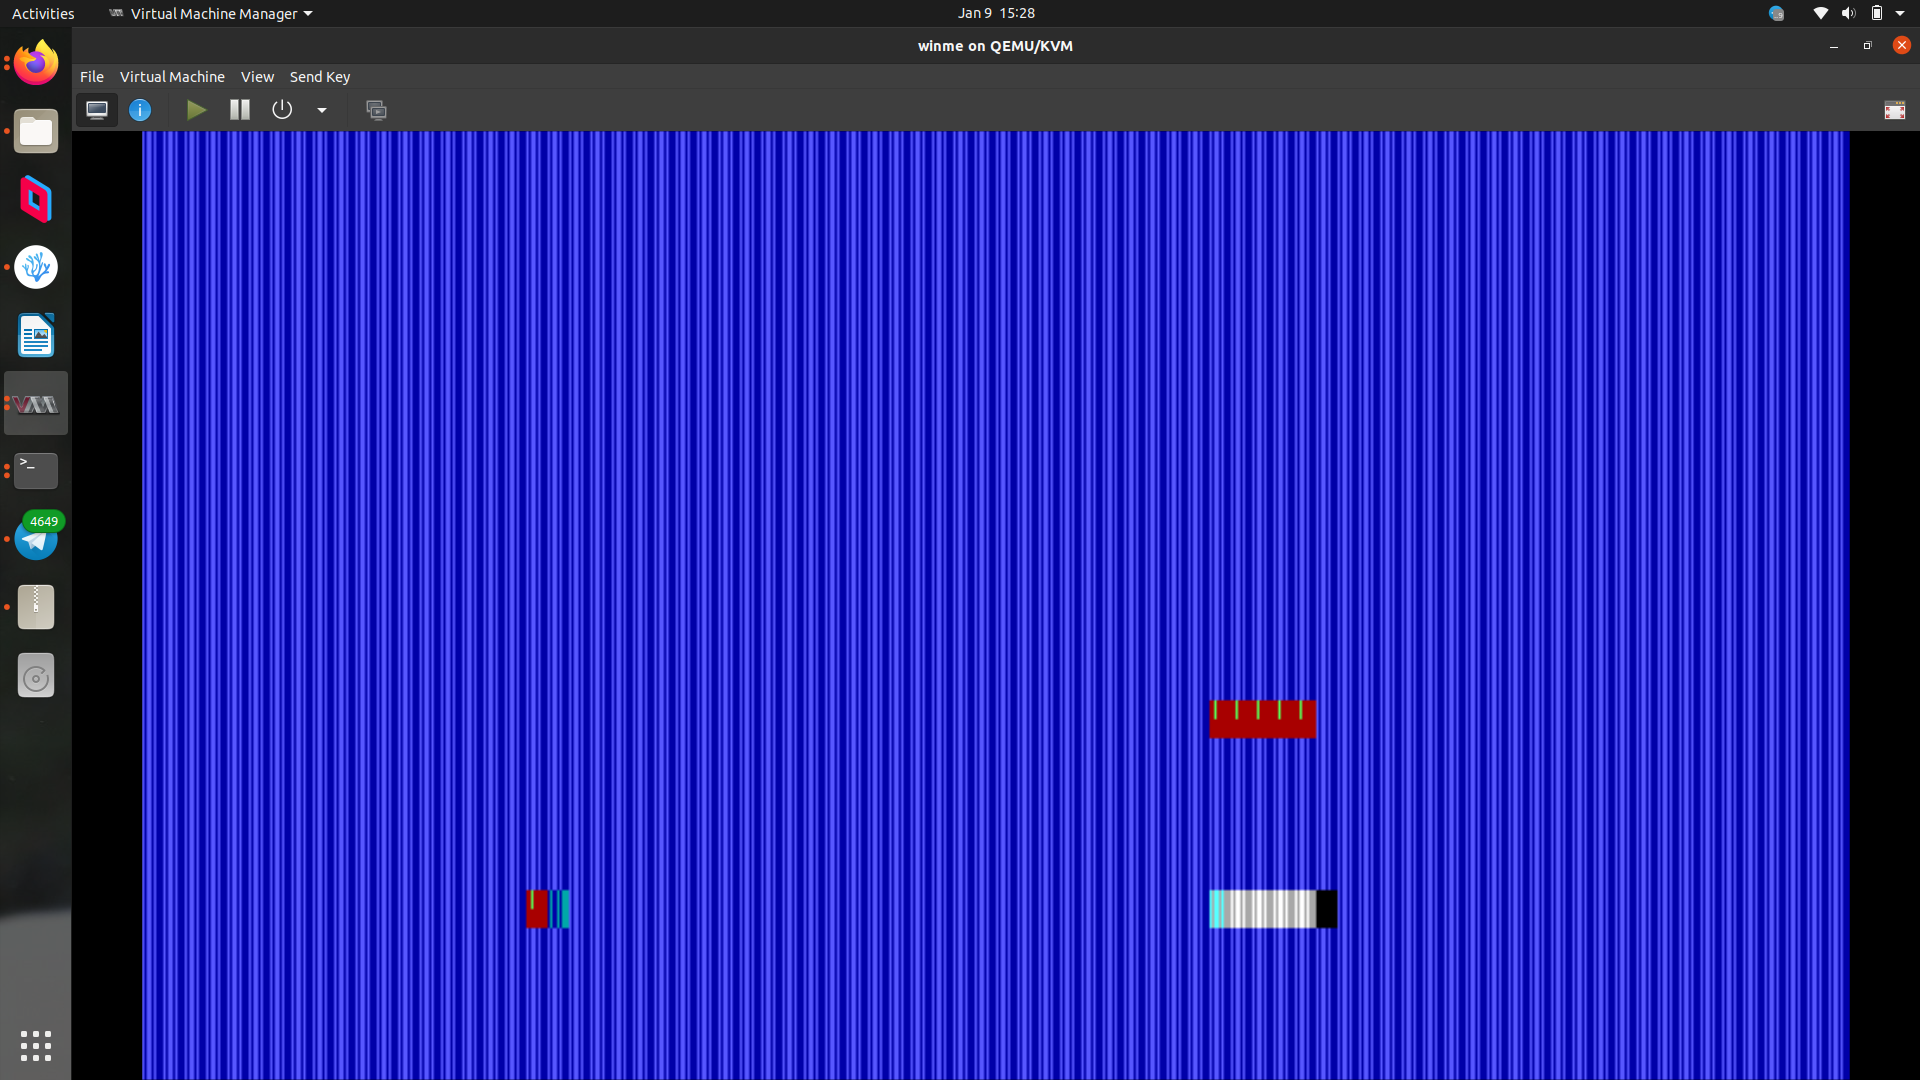 Activities
Virtual Machine Manager
Jan 9 15:28
winme on QEMU/KVM
File Virtual Machine View Send Key
>_
4649